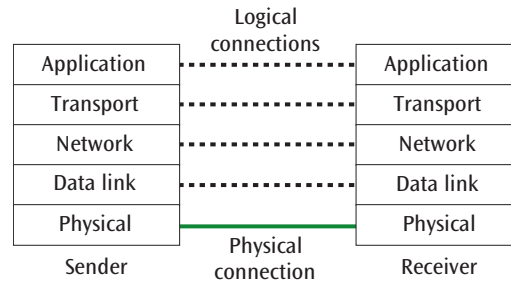 Logical
connections
Application
Application
Transport
Transport
Network
Network
Data link
Data link
Physical
Physical
Physical
connection
Sender
Receiver